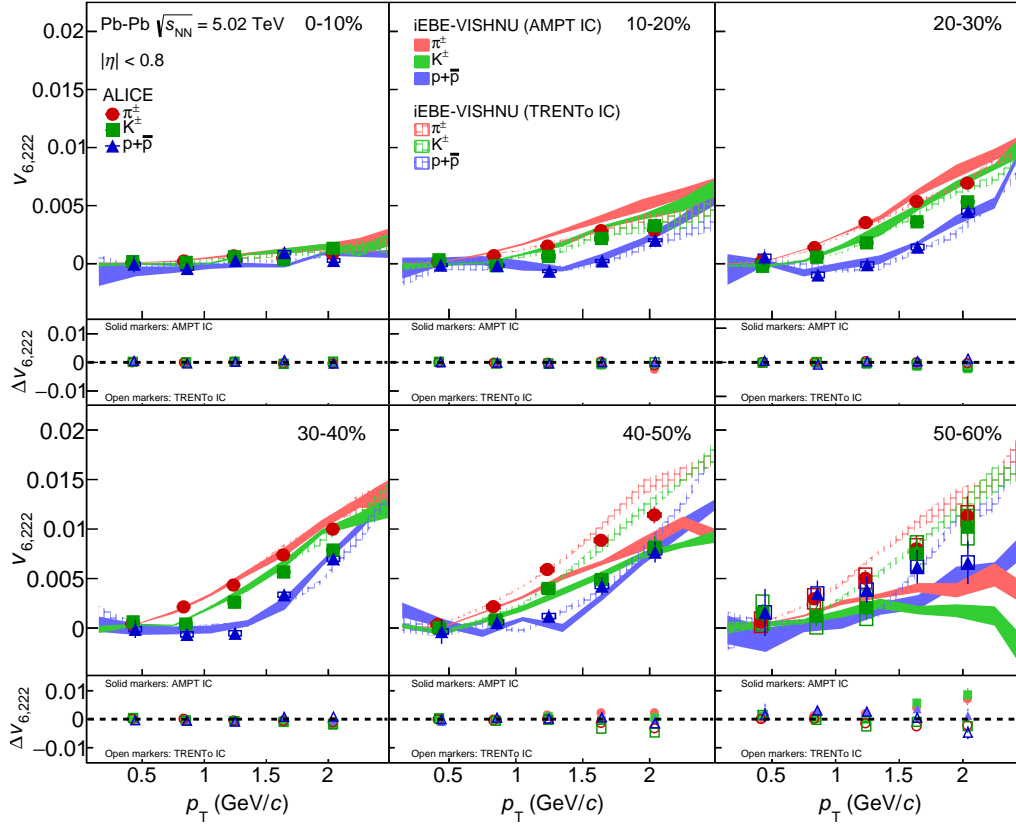 Pb-Pb √s_NN = 5.02 TeV 0-10%
|η| < 0.8
ALICE
π±
K±
p+p̄
iEBE-VISHNU (AMPT IC) 10-20%
π±
K±
p+p̄
iEBE-VISHNU (TRENTo IC)
π±
K±
p+p̄
20-30%
v6,222
0.02
0.015
0.01
0.005
0
Solid markers: AMPT IC Solid markers: AMPT IC Solid markers: AMPT IC
Δv6,222
0.01
0
−0.01
Open markers: TRENTo IC Open markers: TRENTo IC Open markers: TRENTo IC
30-40% 40-50% 50-60%
v6,222
0.02
0.015
0.01
0.005
0
Solid markers: AMPT IC Solid markers: AMPT IC Solid markers: AMPT IC
Δv6,222
0.01
0
−0.01
Open markers: TRENTo IC Open markers: TRENTo IC Open markers: TRENTo IC
0.5 1 1.5 2 0.5 1 1.5 2 0.5 1 1.5 2
pT (GeV/c) pT (GeV/c) pT (GeV/c)